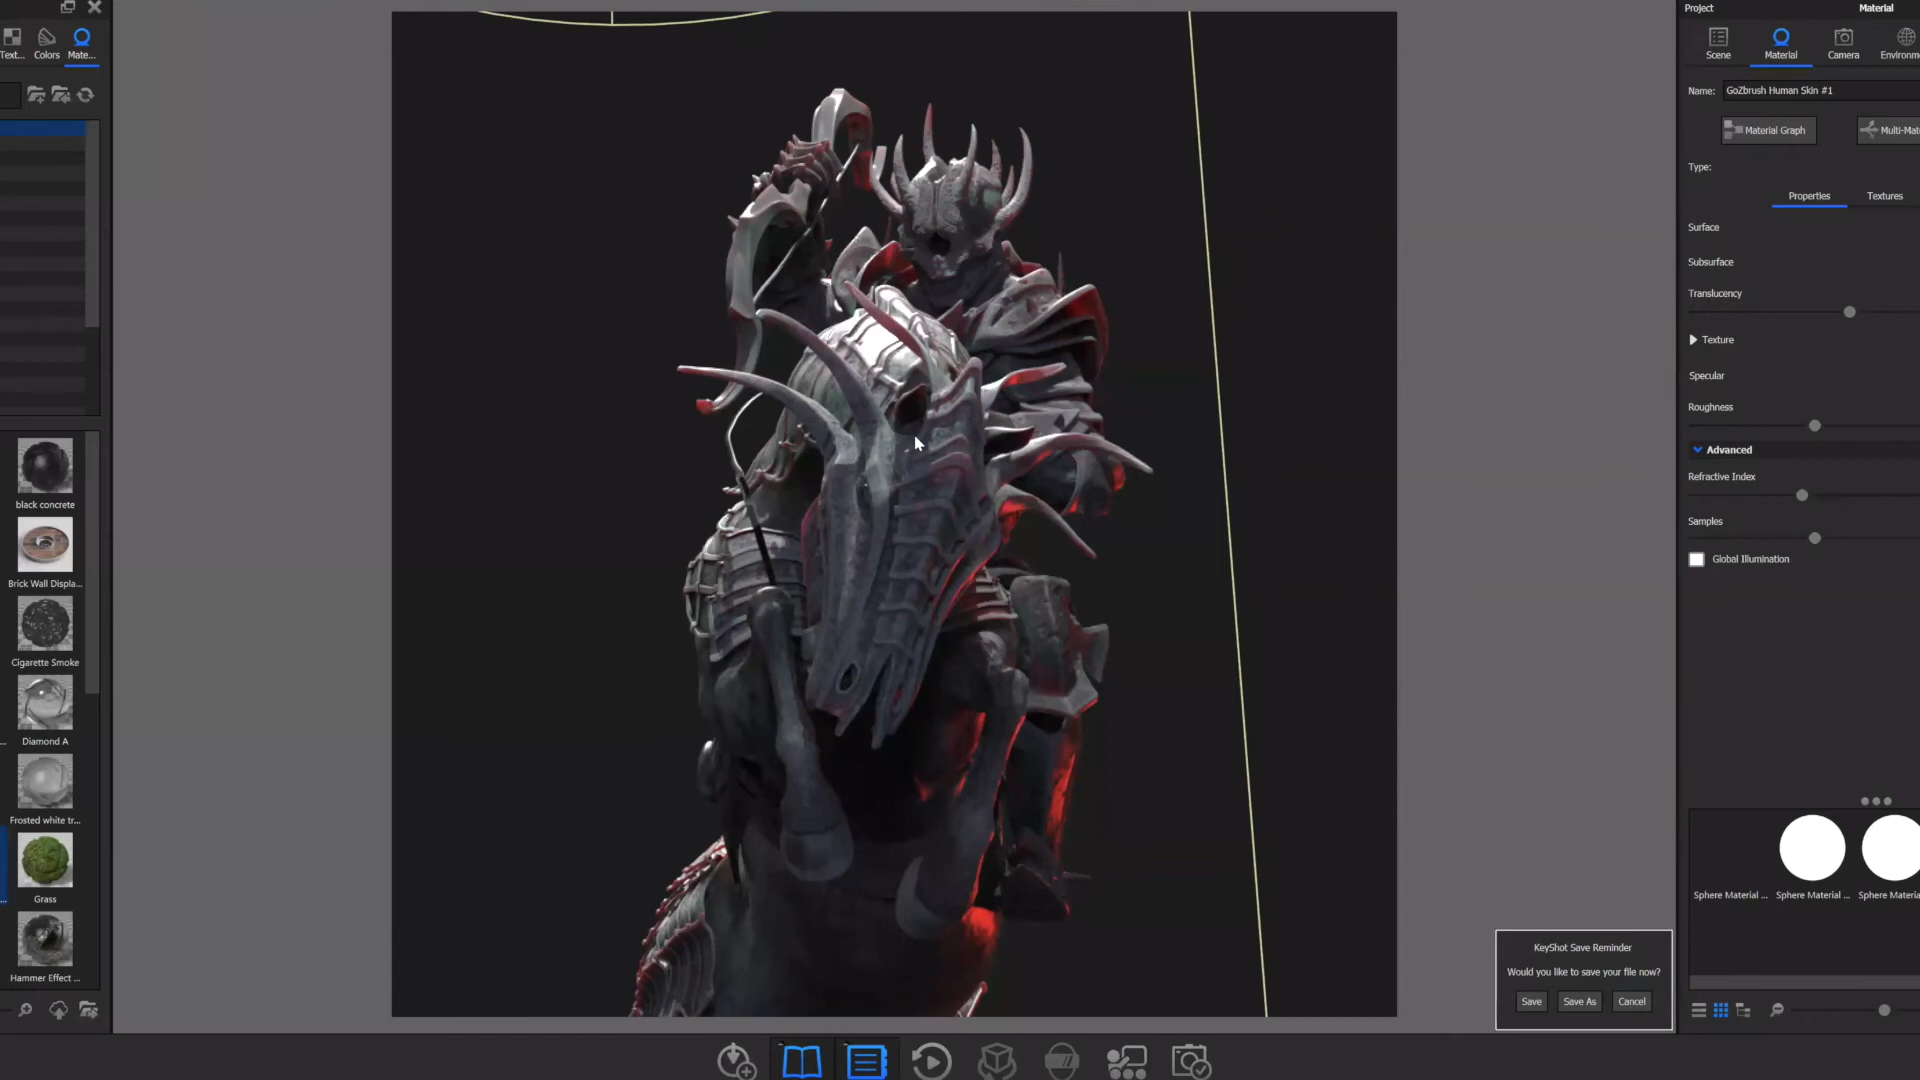 Text...
Colors
Mate...
black concrete
Brick Wall Displa...
Cigarette Smoke
Diamond A
Frosted white tr...
Grass
Hammer Effect ...
Project
Material
Scene
Material
Camera
Environme
Name:
GoZbrush Human Skin #1
Material Graph
Multi-Mat
Type:
Properties
Textures
Surface
Subsurface
Translucency
Texture
Specular
Roughness
Advanced
Refractive Index
Samples
Global Illumination
Sphere Material ...
Sphere Material ...
Sphere Materia
KeyShot Save Reminder
Would you like to save your file now?
Save
Save As
Cancel